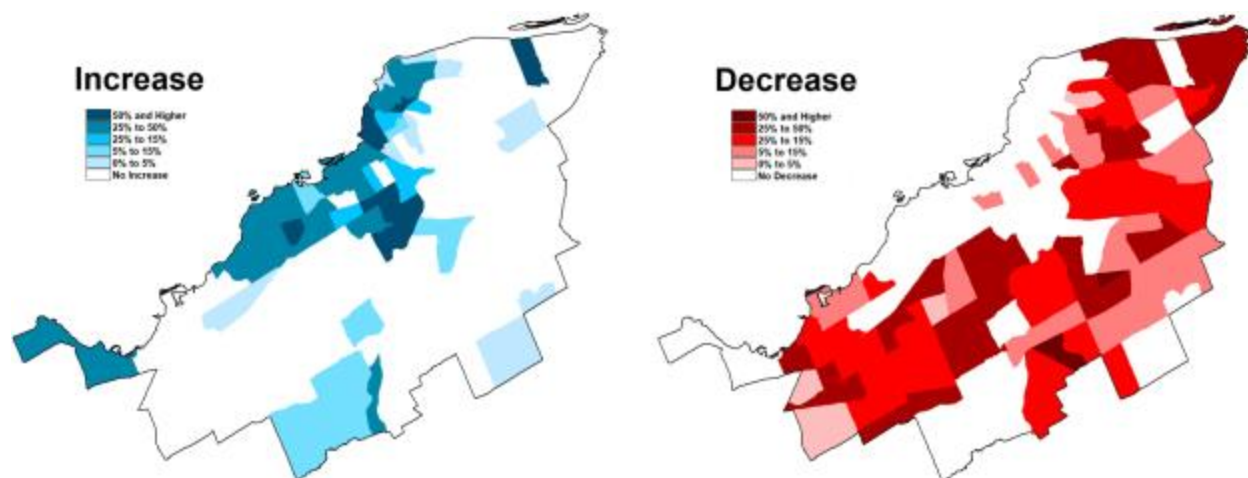 Increase
50% and Higher
25% to 50%
25% to 15%
5% to 15%
0% to 5%
No Increase
Decrease
50% and Higher
25% to 50%
25% to 15%
5% to 15%
0% to 5%
No Decrease